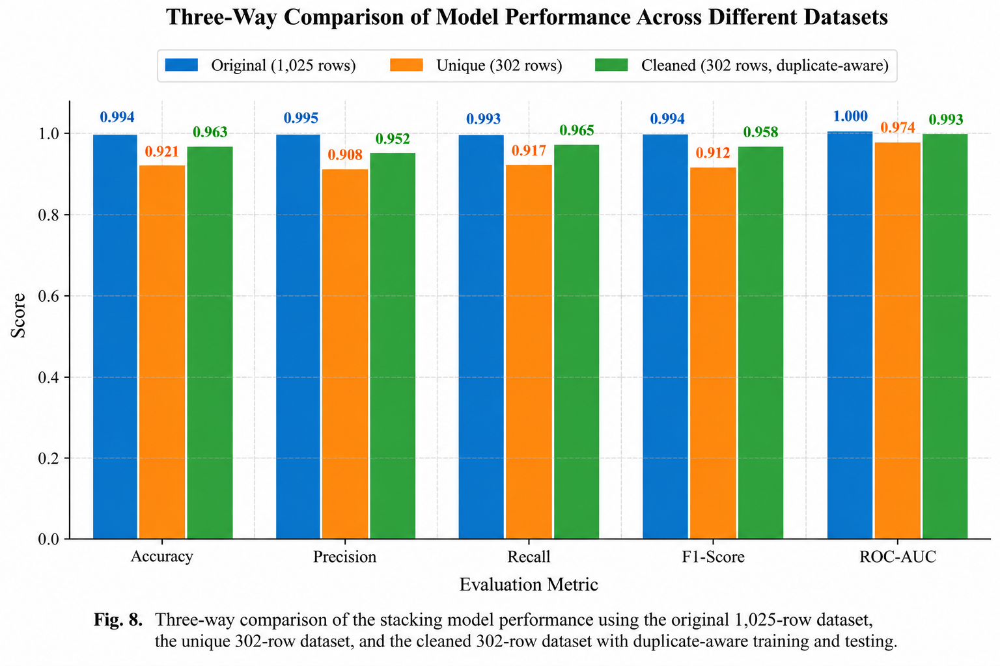 Three-Way Comparison of Model Performance Across Different Datasets
Original (1,025 rows) Unique (302 rows) Cleaned (302 rows, duplicate-aware)
0.994 0.921 0.963 0.995 0.908 0.952 0.993 0.917 0.965 0.994 0.912 0.958 1.000 0.974 0.993
1.0
0.8
0.6
0.4
0.2
0.0
Score
Accuracy Precision Recall F1-Score ROC-AUC
Evaluation Metric
Fig. 8. Three-way comparison of the stacking model performance using the original 1,025-row dataset,
the unique 302-row dataset, and the cleaned 302-row dataset with duplicate-aware training and testing.